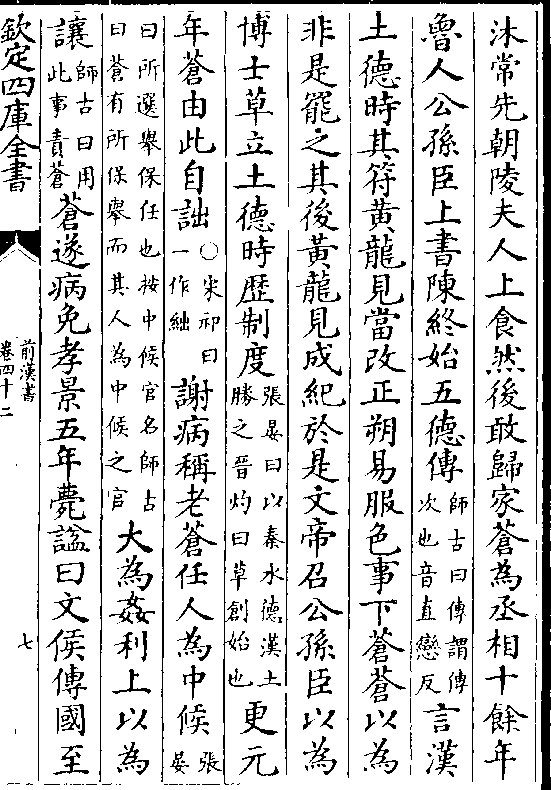 沐常先朝陵夫人上食然後敢歸家蒼為丞相十餘年
魯人公孫臣上書陳終始五德傳師古曰傳謂傳次也音直戀反言漢
土德時其符黃龍見當改正朔易服色事下蒼蒼以為
非是罷之其後黃龍見成紀於是文帝召公孫臣以為
博士草立土德時歷制度張晏曰以秦水德漢土勝之晉灼曰草創始也更元
年蒼由此自詘○宋祁曰一作絀謝病稱老蒼任人為中候張晏
曰所選舉保任也按中候官名師古曰蒼有所保舉而其人為中候之官大為姦利上以為
讓師古曰用此事責蒼蒼遂病免孝景五年薨諡曰文侯傳國至
欽定四庫全書
前漢書
卷四十二
七